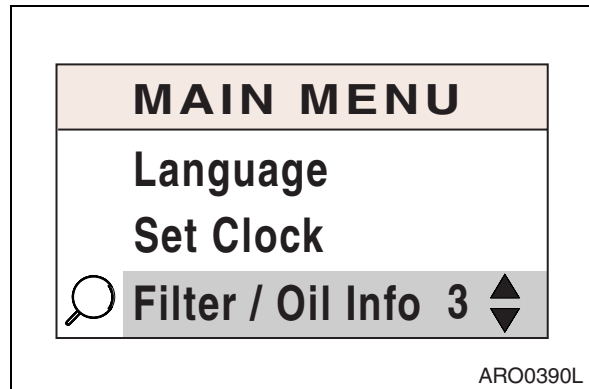 MAIN MENU
Language
Set Clock
Filter / Oil Info 3
ARO0390L